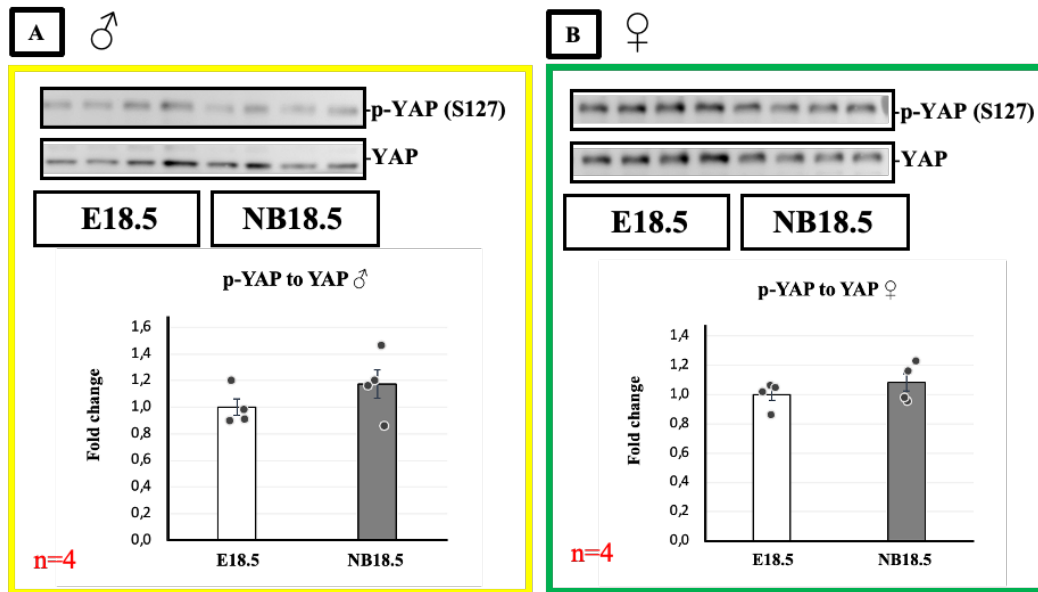 A ♂
p-YAP (S127)
YAP
E18.5 NB18.5
p-YAP to YAP ♂
Fold change
1,6
1,4
1,2
1,0
0,8
0,6
0,4
0,2
0,0
E18.5 NB18.5
n=4
B ♀
p-YAP (S127)
YAP
E18.5 NB18.5
p-YAP to YAP ♀
Fold change
1,4
1,2
1,0
0,8
0,6
0,4
0,2
0,0
E18.5 NB18.5
n=4